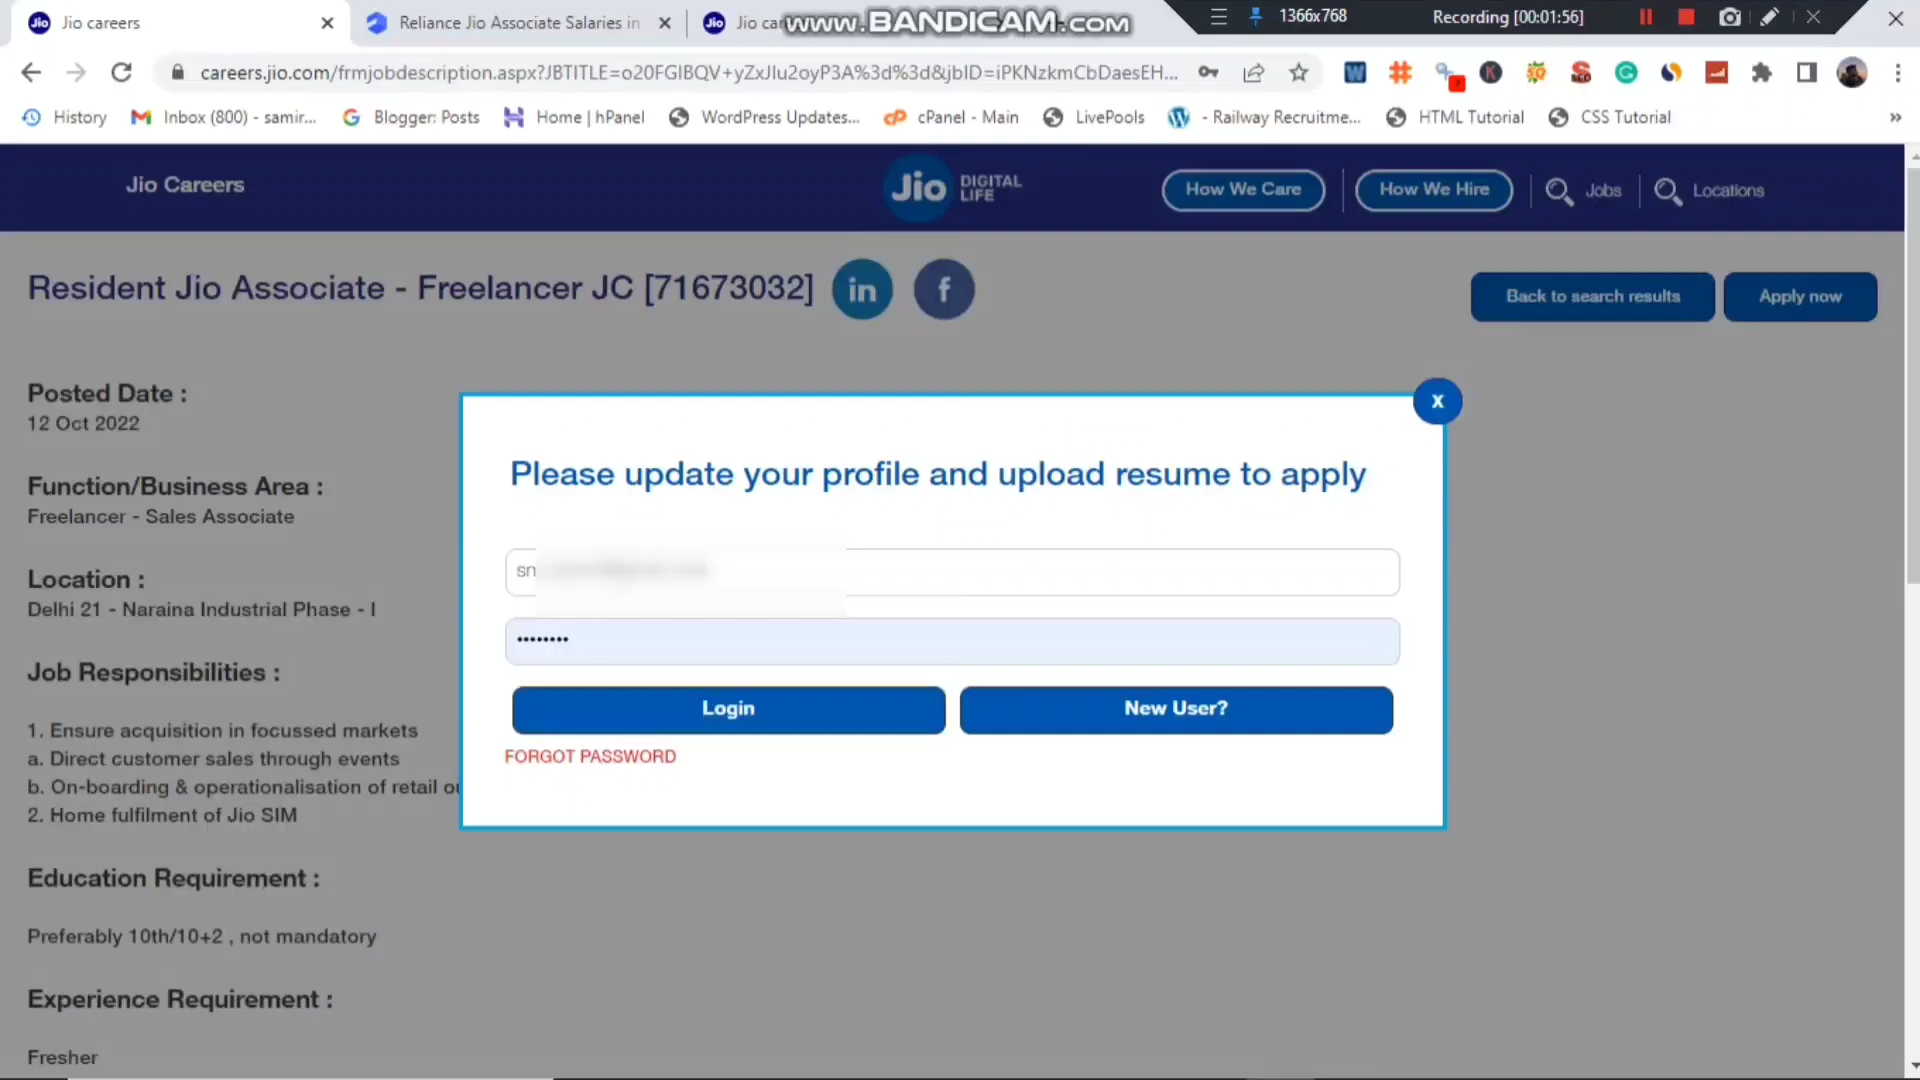 Jio careers
Reliance Jio Associate Salaries in
Jio ca
www.BANDICAM.com
1366x768
Recording [00:01:56]
careers.jio.com/frmjobdescription.aspx?JBTITLE=o20FGIBQV+yZxJlu2oyP3A%3d%3d&jbID=iPKNzkmCbDaesEH...
History
Inbox (800) - samir...
Blogger: Posts
Home | hPanel
WordPress Updates...
cPanel - Main
LivePools
- Railway Recruitme...
HTML Tutorial
CSS Tutorial
»
Jio Careers
Jio DIGITAL LIFE
How We Care
How We Hire
Jobs
Locations
Resident Jio Associate - Freelancer JC [71673032]
in
f
Back to search results
Apply now
Posted Date :
12 Oct 2022
Function/Business Area :
Freelancer - Sales Associate
Location :
Delhi 21 - Naraina Industrial Phase - I
Job Responsibilities :
1. Ensure acquisition in focussed markets
a. Direct customer sales through events
b. On-boarding & operationalisation of retail ou
2. Home fulfilment of Jio SIM
Education Requirement :
Preferably 10th/10+2 , not mandatory
Experience Requirement :
Fresher
x
Please update your profile and upload resume to apply
sn
••••••••
Login
New User?
FORGOT PASSWORD